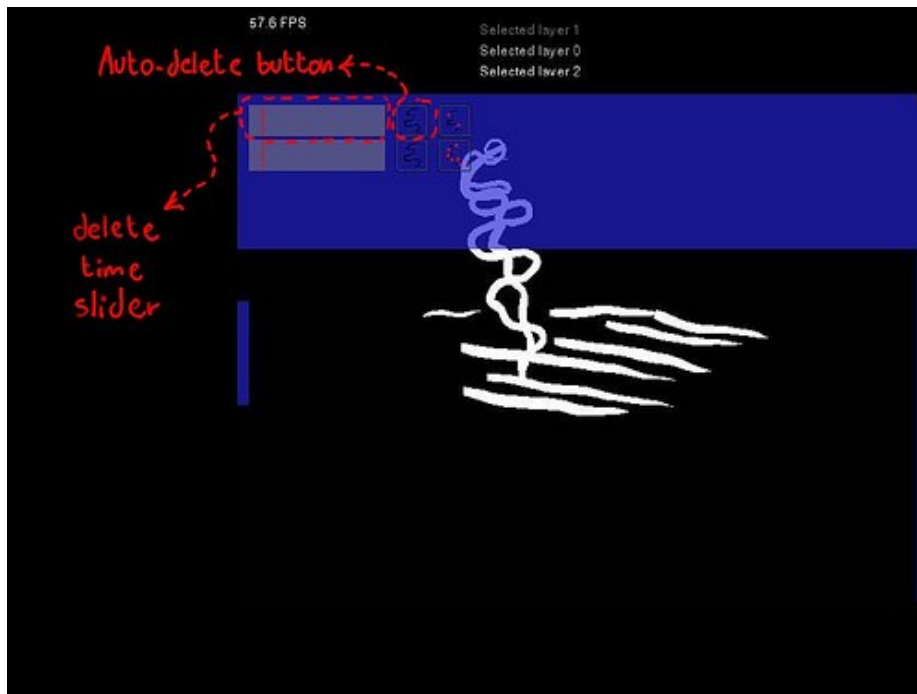 57.6 FPS
Selected layer 1
Selected layer 0
Selected layer 2
Auto-delete button
delete
time
slider